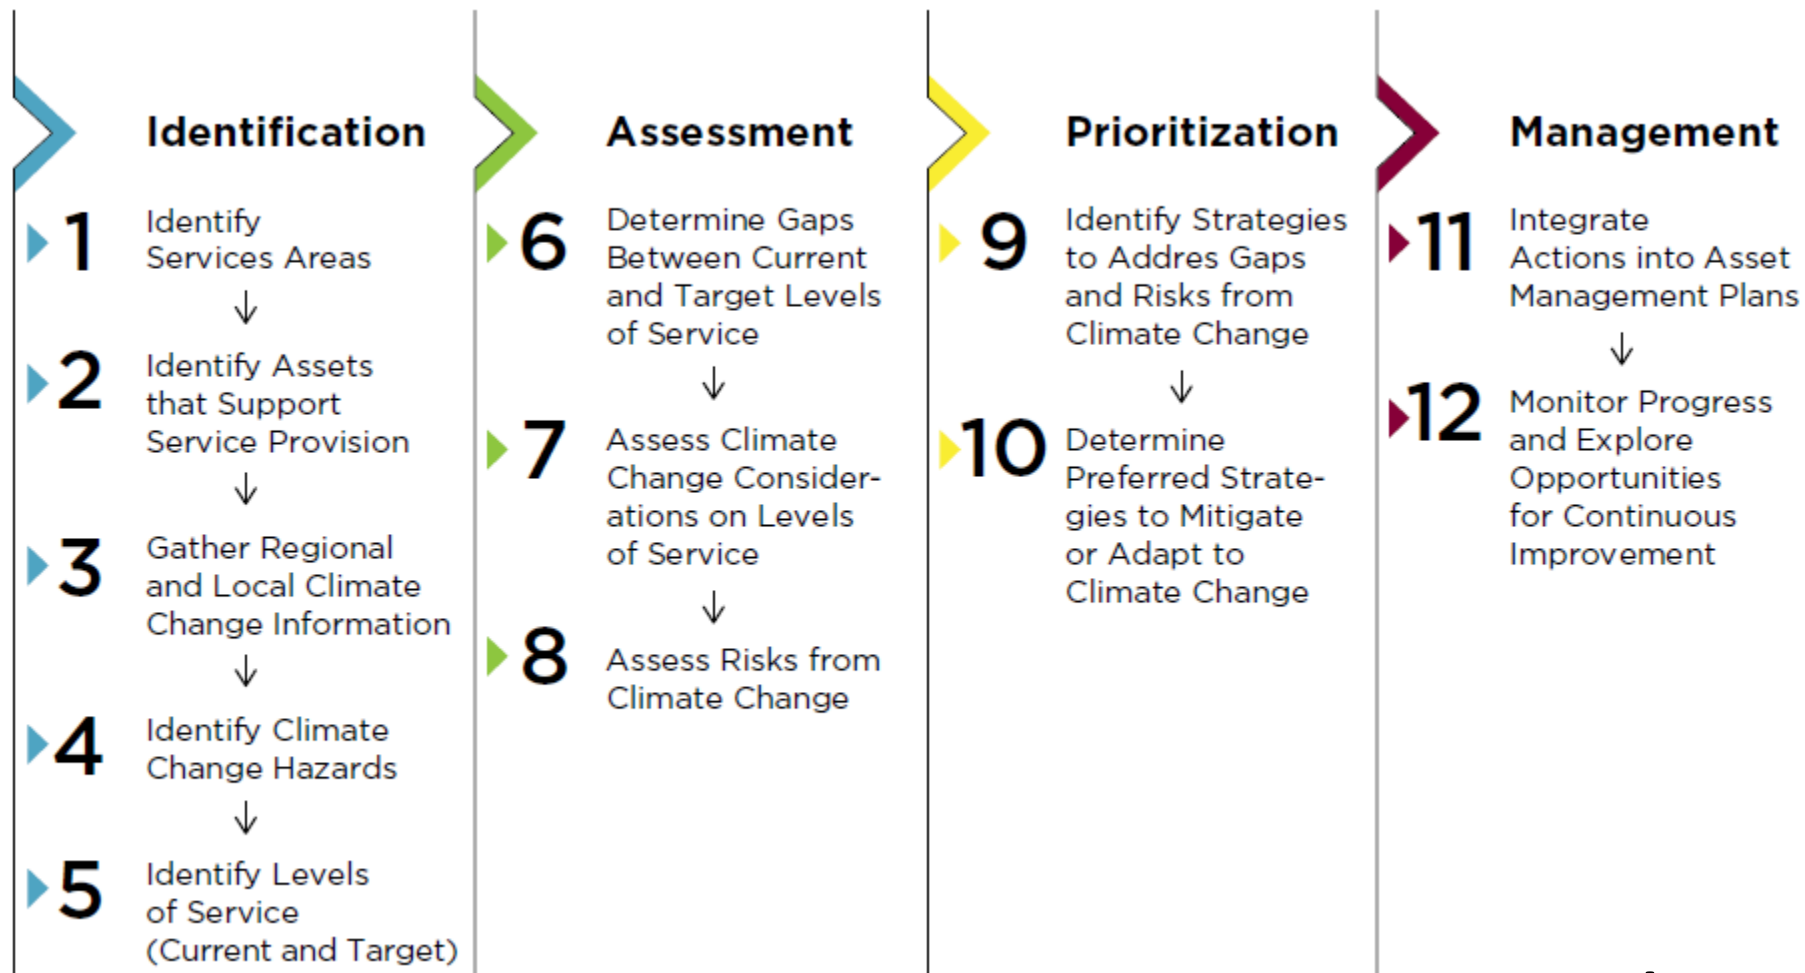 Identification
1
Identify
Services Areas
2
Identify Assets
that Support
Service Provision
3
Gather Regional
and Local Climate
Change Information
4
Identify Climate
Change Hazards
5
Identify Levels
of Service
(Current and Target)
Assessment
6
Determine Gaps
Between Current
and Target Levels
of Service
7
Assess Climate
Change Consider-
ations on Levels
of Service
8
Assess Risks from
Climate Change
Prioritization
9
Identify Strategies
to Addres Gaps
and Risks from
Climate Change
10
Determine
Preferred Strate-
gies to Mitigate
or Adapt to
Climate Change
Management
11
Integrate
Actions into Asset
Management Plans
12
Monitor Progress
and Explore
Opportunities
for Continuous
Improvement